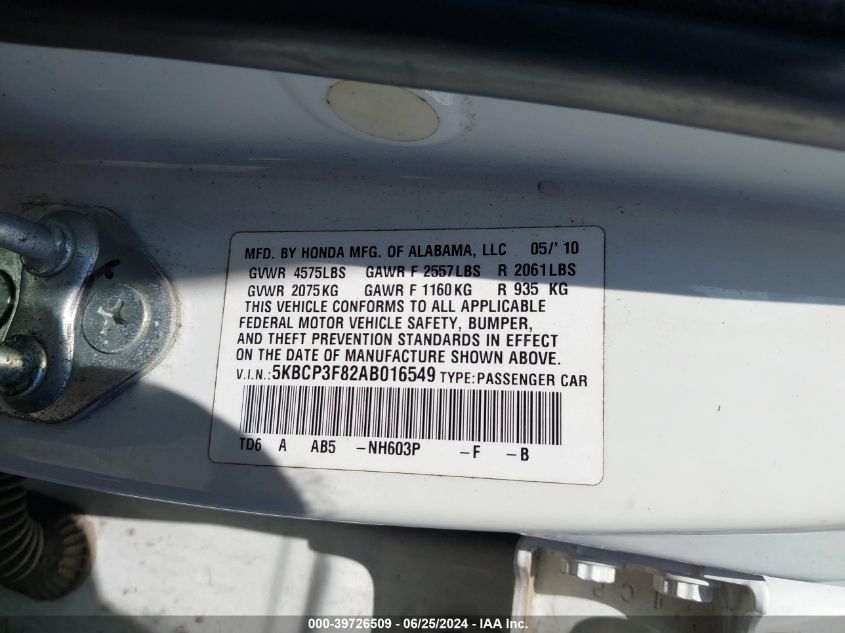 MFD. BY HONDA MFG. OF ALABAMA, LLC 05/'10
GVWR 4575LBS GAWR F 2557LBS R 2061LBS
GVWR 2075KG GAWR F 1160KG R 935 KG
THIS VEHICLE CONFORMS TO ALL APPLICABLE
FEDERAL MOTOR VEHICLE SAFETY, BUMPER,
AND THEFT PREVENTION STANDARDS IN EFFECT
ON THE DATE OF MANUFACTURE SHOWN ABOVE.
V.I.N.: 5KBCP3F82AB016549 TYPE: PASSENGER CAR
TD6 A AB5 -NH603P -F -B
000-39726509 - 06/25/2024 - IAA Inc.